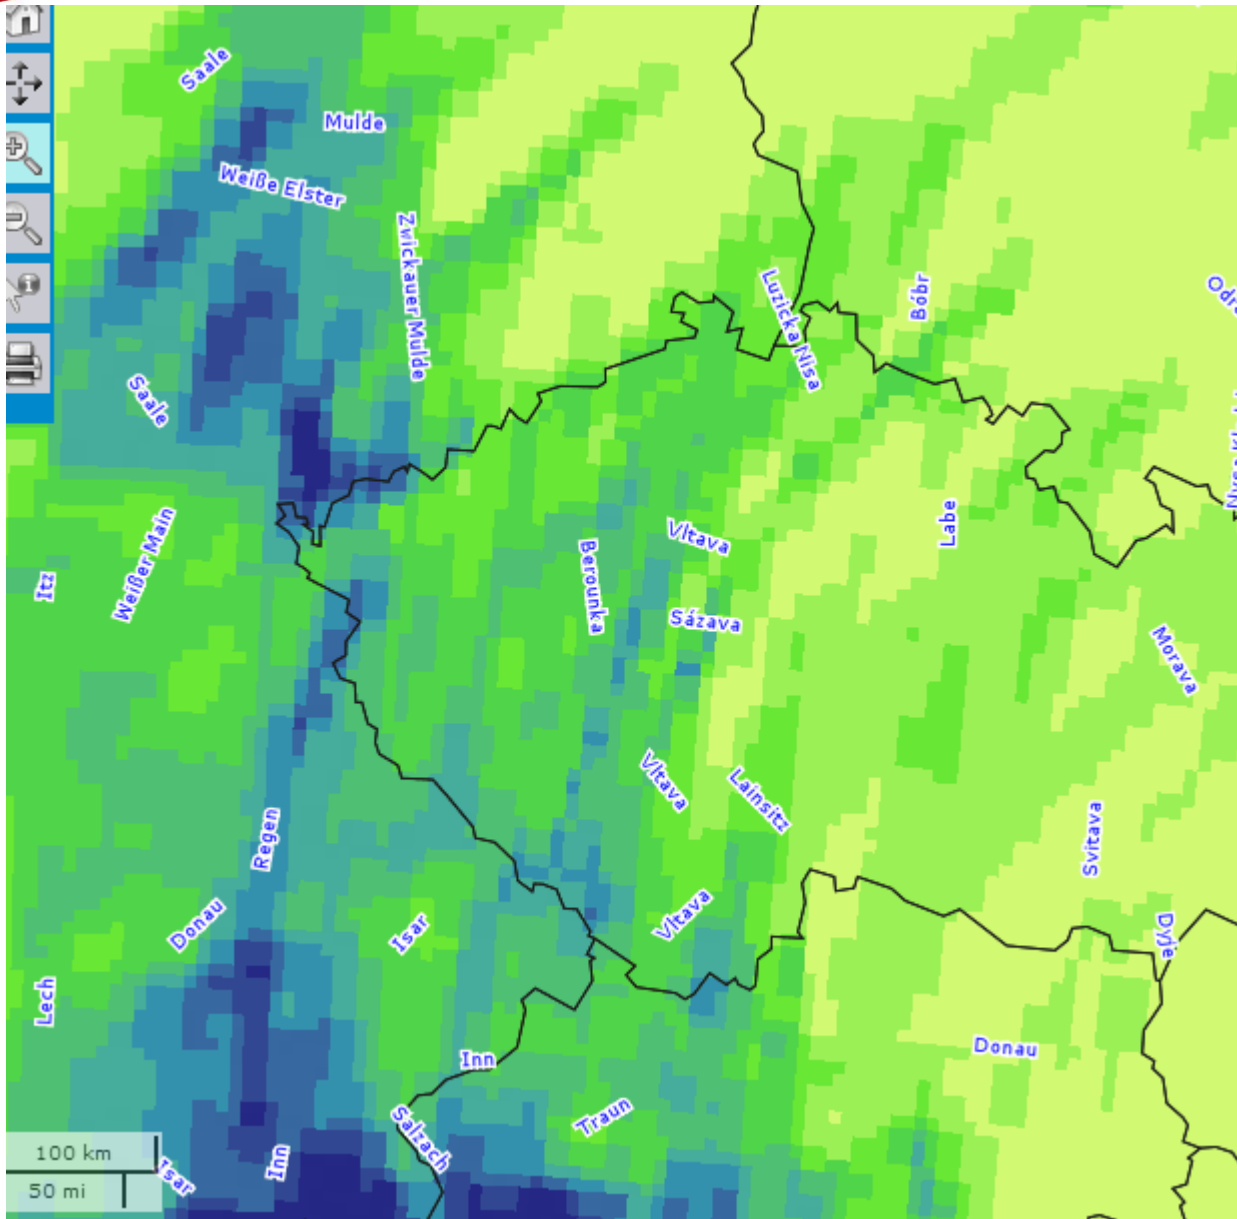 Saale
Mulde
Weiße Elster
Zwickauer Mulde
Luzicka Nisa
Bóbr
Saale
Weißer Main
Itz
Berounka
Vltava
Labe
Sázava
Morava
Vltava
Lainsitz
Regen
Svitava
Donau
Isar
Vltava
Dyje
Lech
Donau
Inn
Traun
Salzach
Inn
Isar
100 km
50 mi